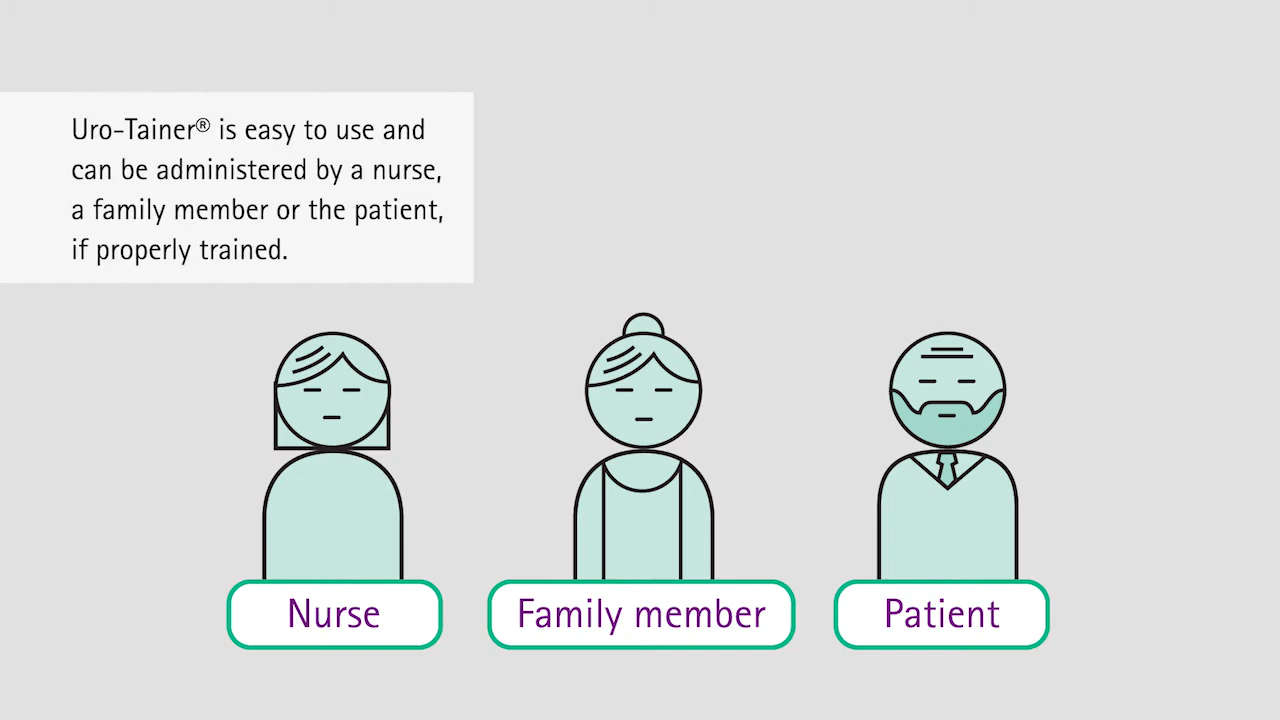 Uro-Tainer® is easy to use and
can be administered by a nurse,
a family member or the patient,
if properly trained.
Nurse
Family member
Patient